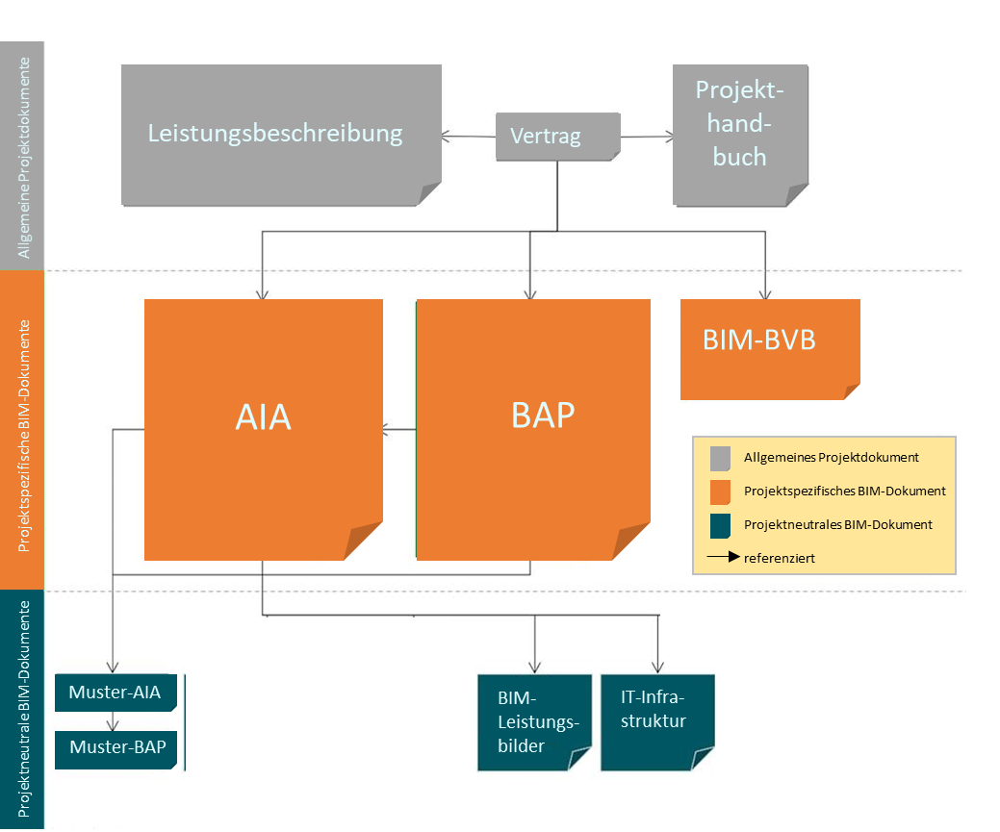 Allgemeine Projektdokumente
Leistungsbeschreibung
Vertrag
Projekt-
hand-
buch
Projektspezifische BIM-Dokumente
AIA
BAP
BIM-BVB
Allgemeines Projektdokument
Projektspezifisches BIM-Dokument
Projektneutrales BIM-Dokument
referenziert
Projektneutrale BIM-Dokumente
Muster-AIA
Muster-BAP
BIM-
Leistungs-
bilder
IT-Infra-
struktur